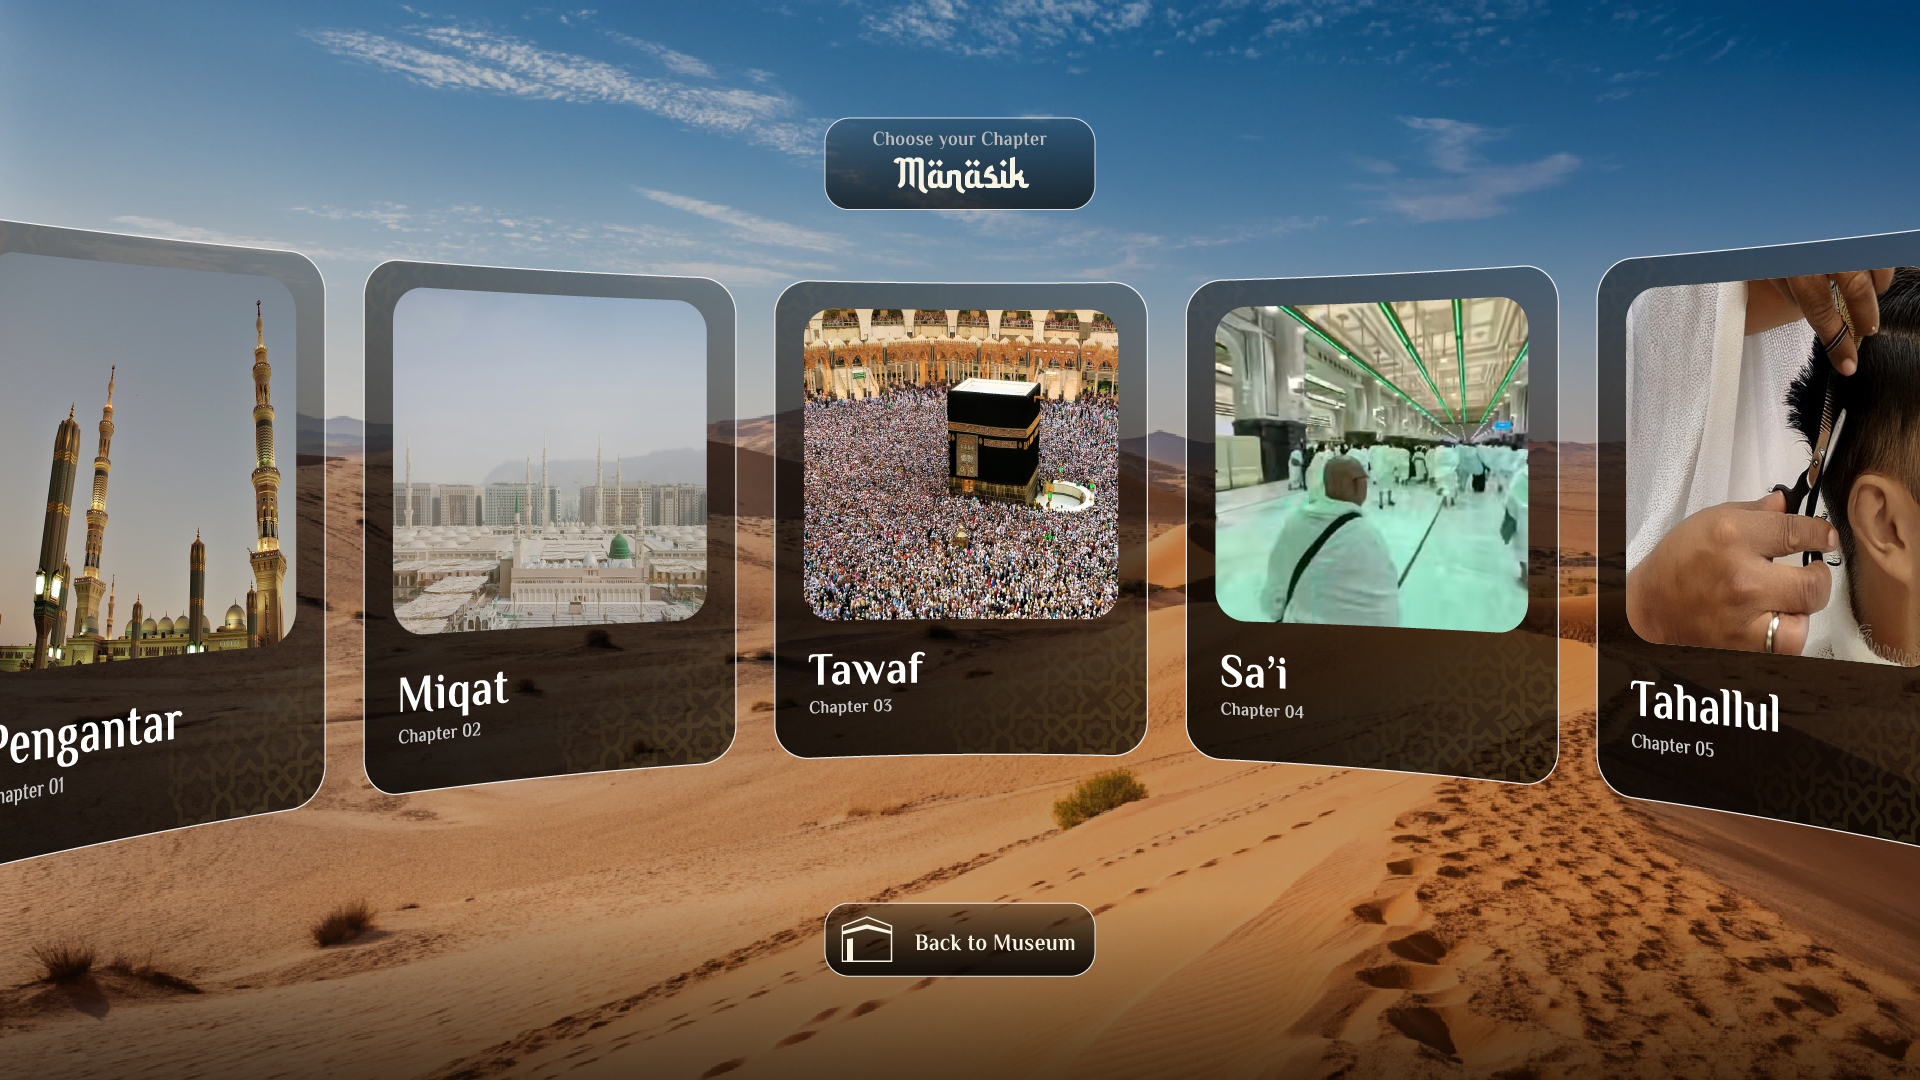 Choose your Chapter
Mänäsik
Pengantar
hapter 01
Miqat
Chapter 02
Tawaf
Chapter 03
Sa’i
Chapter 04
Tahallul
Chapter 05
Back to Museum